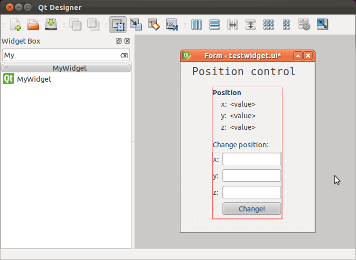 Qt Designer
Widget Box
My
MyWidget
MyWidget
Form - testwidget.ui*
Position control
Position
x: <value>
y: <value>
z: <value>
Change position:
x:
y:
z:
Change!